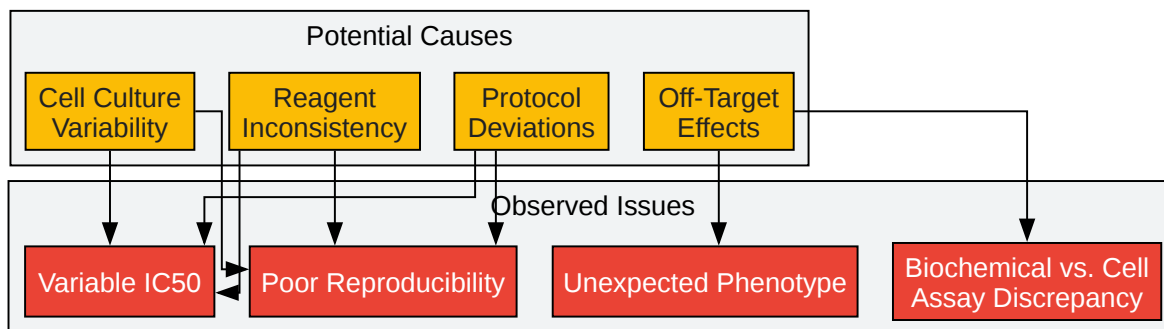 Potential Causes
Cell Culture
Variability
Reagent
Inconsistency
Protocol
Deviations
Off-Target
Effects
Observed Issues
Variable IC50
Poor Reproducibility
Unexpected Phenotype
Biochemical vs. Cell
Assay Discrepancy